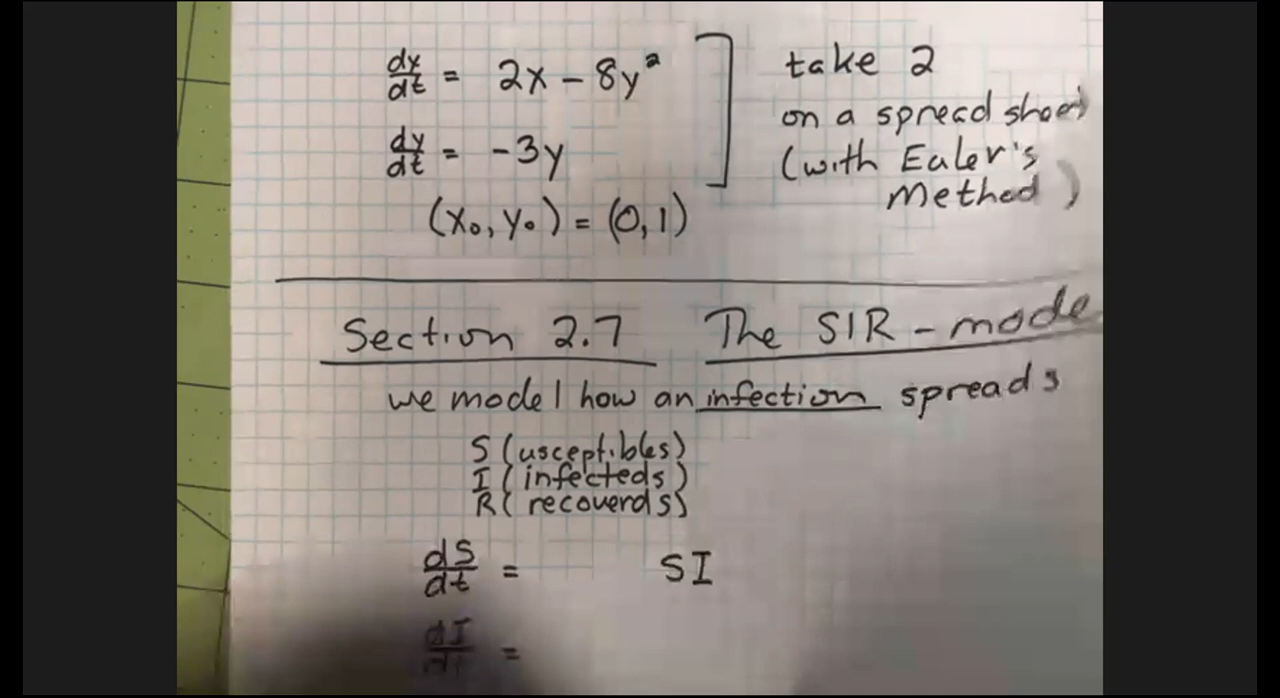 dx/dt = 2x - 8y² ] take 2
on a spread sheet
dy/dt = -3y (with Euler's
Method)
(x₀, y₀) = (0, 1)
Section 2.7 The SIR - mode
we model how an infection spreads
S (usceptibles)
I (infecteds)
R( recoverds)
dS/dt = SI
dI/dt =